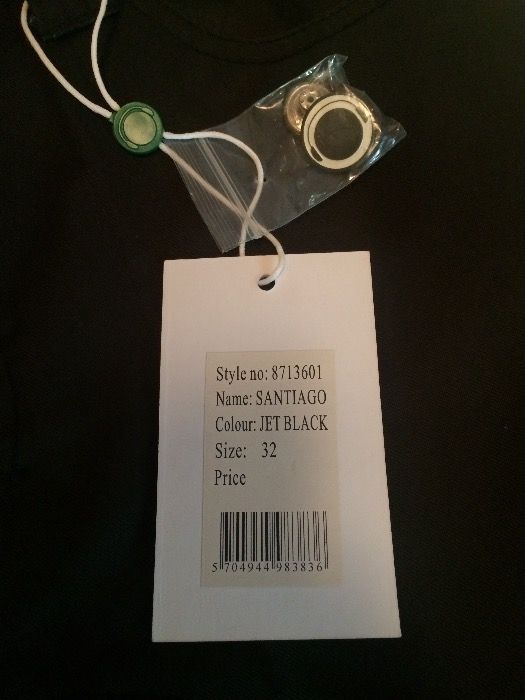 Style no: 8713601
Name: SANTIAGO
Colour: JET BLACK
Size: 32
Price
5 704944 983836